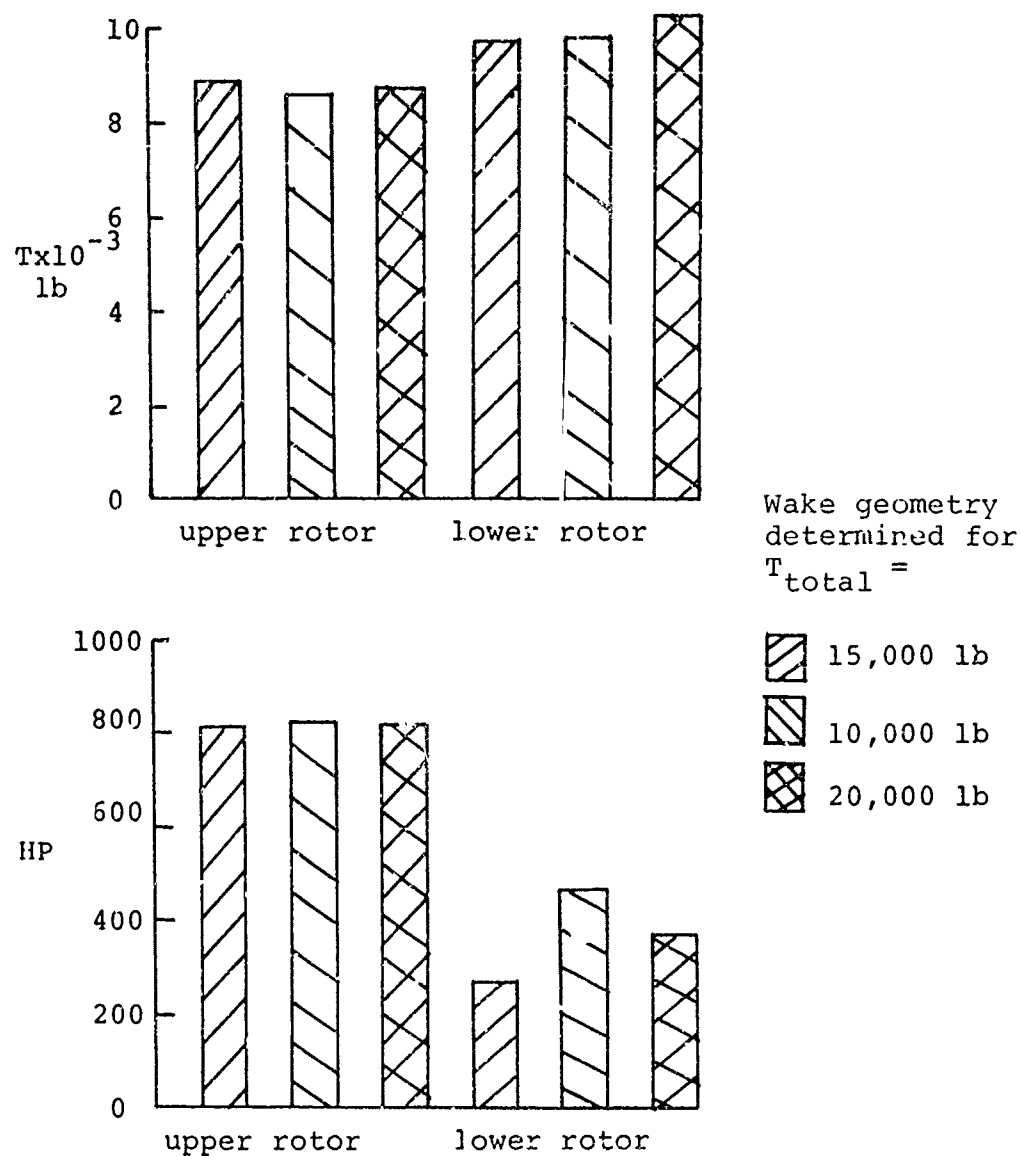 10
8
6
4
2
0
Tx10^-3
lb
upper rotor lower rotor
Wake geometry
determined for
T_total =
15,000 lb
10,000 lb
20,000 lb
1000
800
600
400
200
0
HP
upper rotor lower rotor